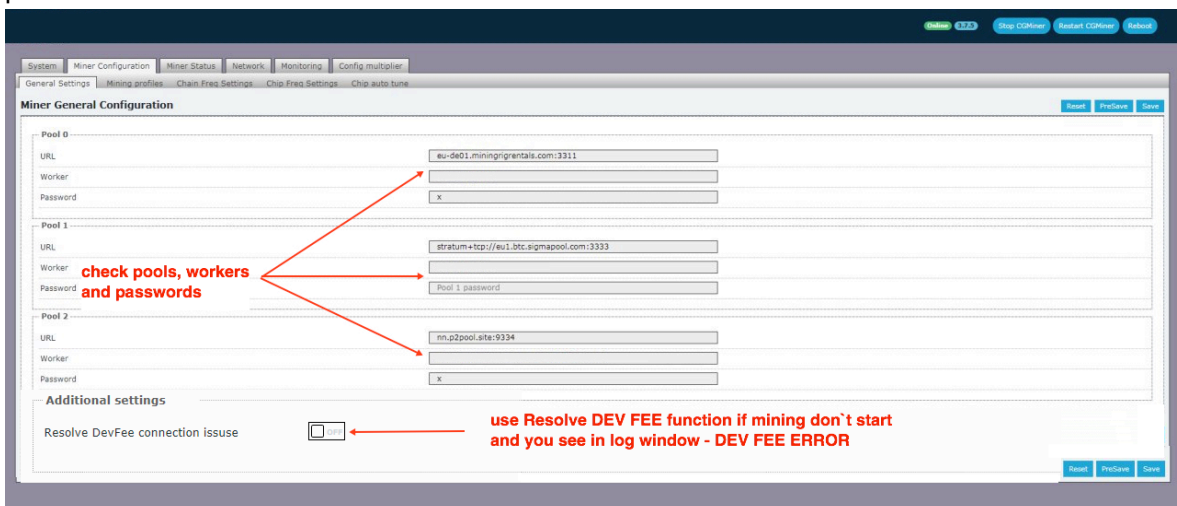 Online 3.7.5 Stop CGMiner Restart CGMiner Reboot
System Miner Configuration Miner Status Network Monitoring Config multiplier
General Settings Mining profiles Chain Freq Settings Chip Freq Settings Chip auto tune
Miner General Configuration Reset PreSave Save
Pool 0
URL eu-de01.miningrigrentals.com:3311
Worker
Password x
Pool 1
URL stratum+tcp://eu1.btc.sigmapool.com:3333
Worker
check pools, workers
Password Pool 1 password
and passwords
Pool 2
URL nn.p2pool.site:9334
Worker
Password x
Additional settings
use Resolve DEV FEE function if mining don`t start
Resolve DevFee connection issuse OFF
and you see in log window - DEV FEE ERROR
Reset PreSave Save